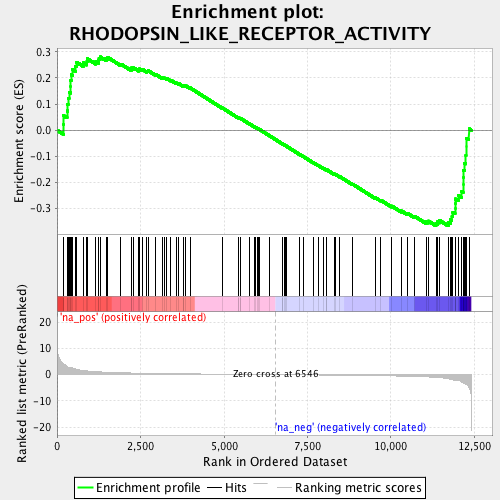 Enrichment plot:
RHODOPSIN_LIKE_RECEPTOR_ACTIVITY
Enrichment score (ES)
0.3
0.2
0.1
0.0
-0.1
-0.2
-0.3
'na_pos' (positively correlated)
Ranked list metric (PreRanked)
20
10
0
-10
-20
Zero cross at 6546
'na_neg' (negatively correlated)
0
2,500
5,000
7,500
10,000
12,500
Rank in Ordered Dataset
Enrichment profile
Hits
Ranking metric scores